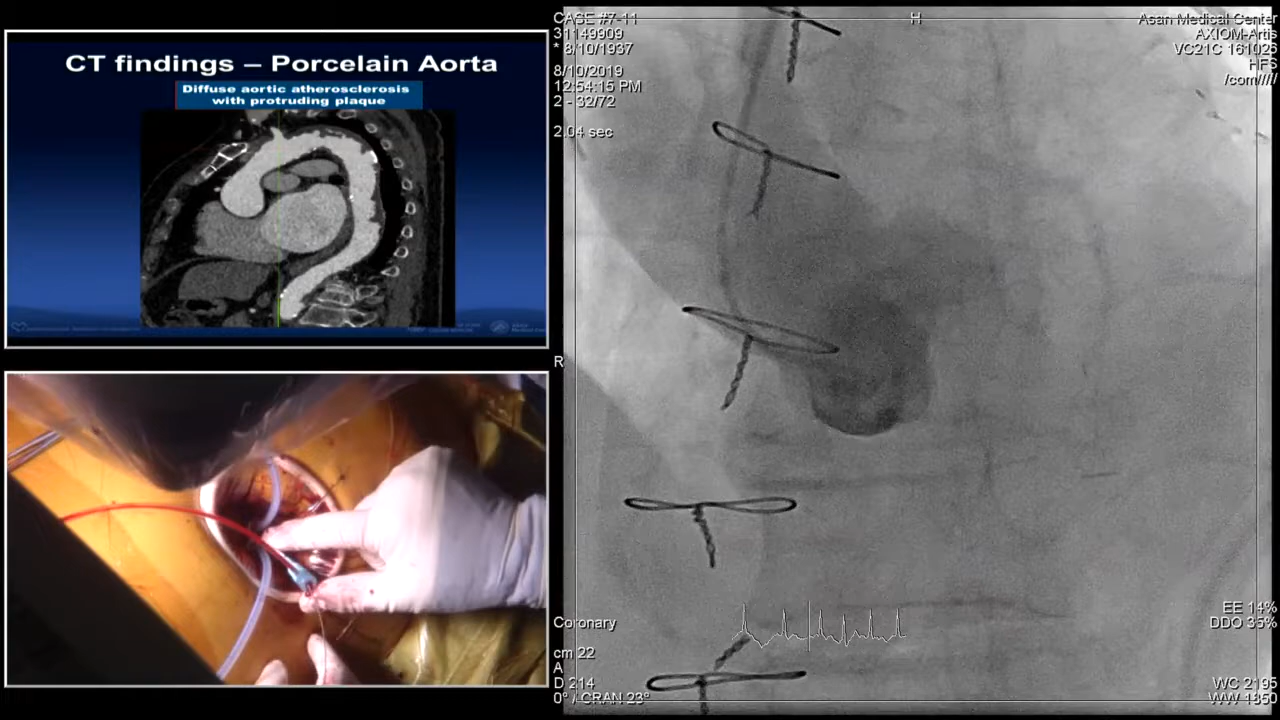 CT findings – Porcelain Aorta
Diffuse aortic atherosclerosis
with protruding plaque
CASE #7-11
31149909
* 8/10/1937
8/10/2019
12:54:15 PM
2 - 32/72
2.04 sec
H
Asan Medical Center
AXIOM-Artis
VC21C 161026
HFS
/com////
R
Coronary
cm 22
A
D 214
0° / CRAN 23°
EE 14%
DDO 35%
WC 2195
WW 1850